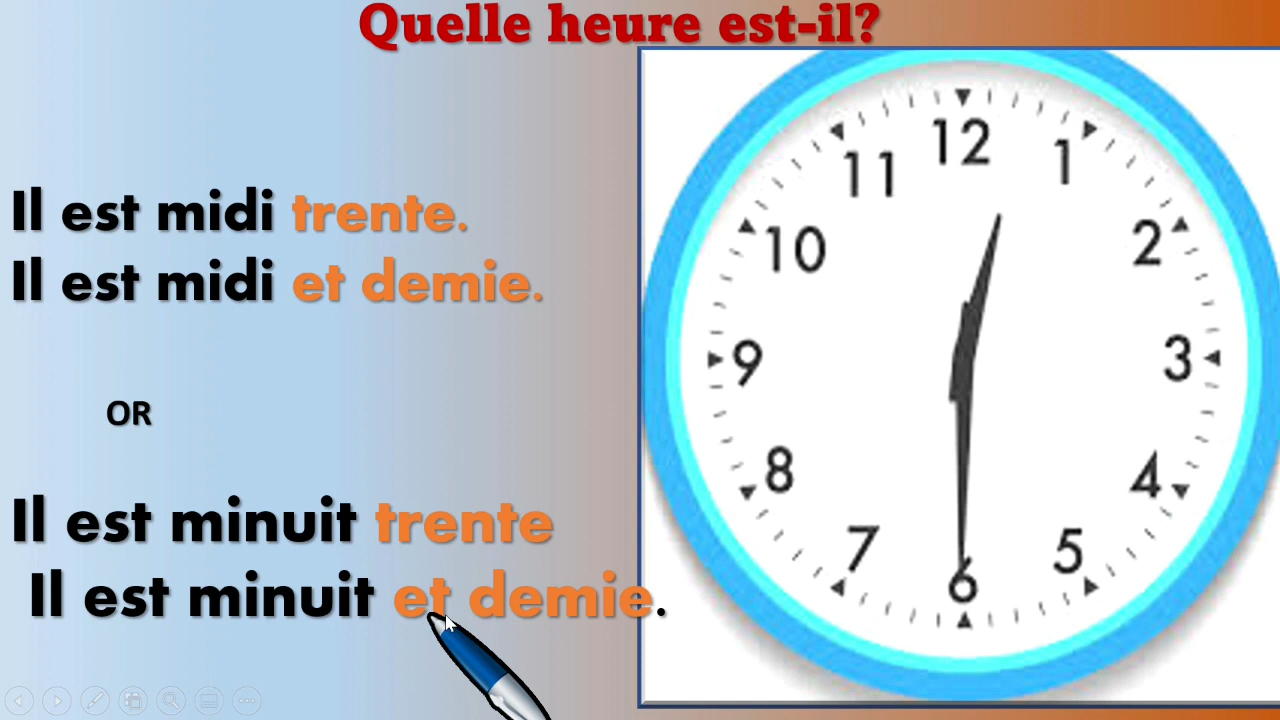 Quelle heure est-il?
Il est midi trente.
Il est midi et demie.
OR
Il est minuit trente
Il est minuit et demie.
12
1
2
3
4
5
6
7
8
9
10
11